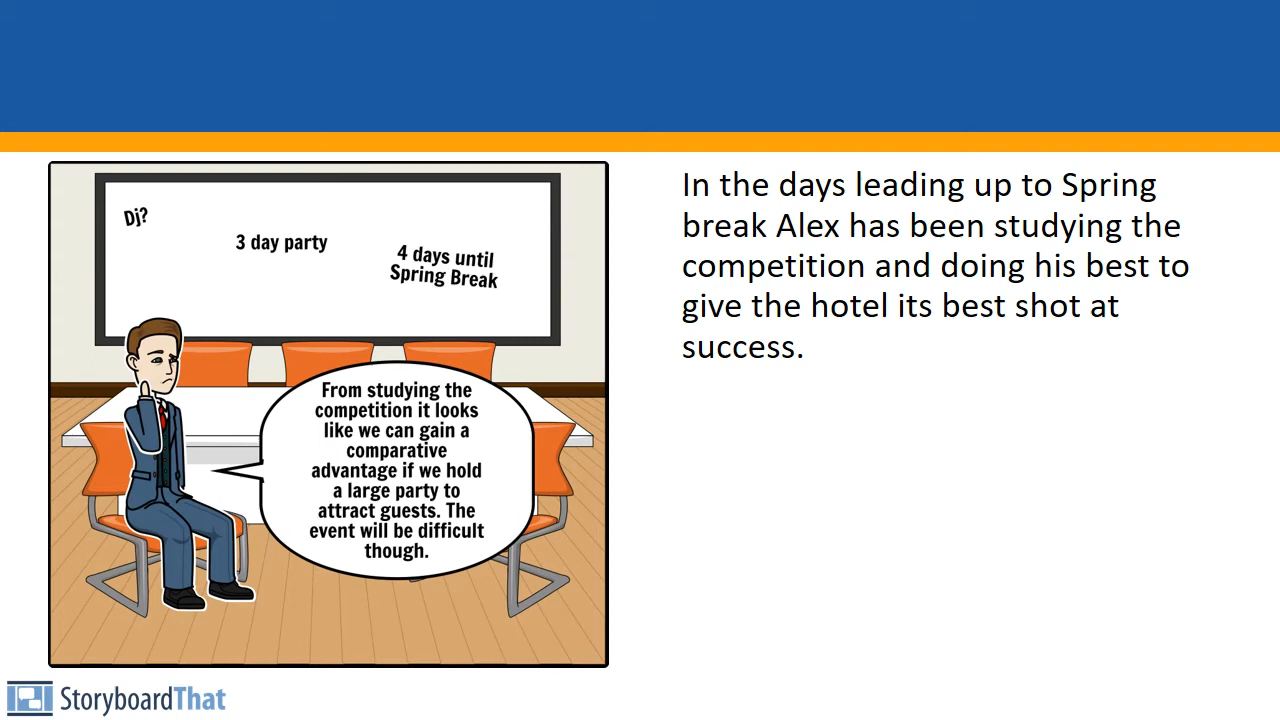 Dj?
3 day party
4 days until
Spring Break
From studying the
competition it looks
like we can gain a
comparative
advantage if we hold
a large party to
attract guests. The
event will be difficult
though.
In the days leading up to Spring
break Alex has been studying the
competition and doing his best to
give the hotel its best shot at
success.
StoryboardThat